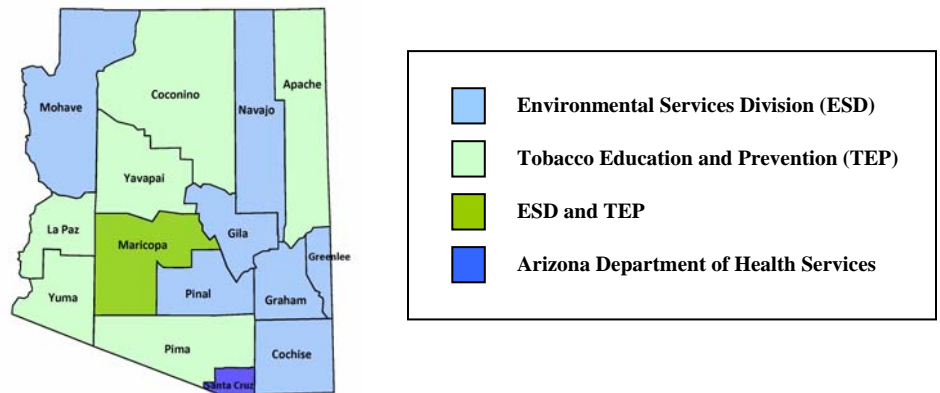 Mohave
Coconino
Navajo
Apache
Yavapai
La Paz
Maricopa
Gila
Greenlee
Yuma
Pinal
Graham
Pima
Cochise
Santa Cruz
Environmental Services Division (ESD)
Tobacco Education and Prevention (TEP)
ESD and TEP
Arizona Department of Health Services